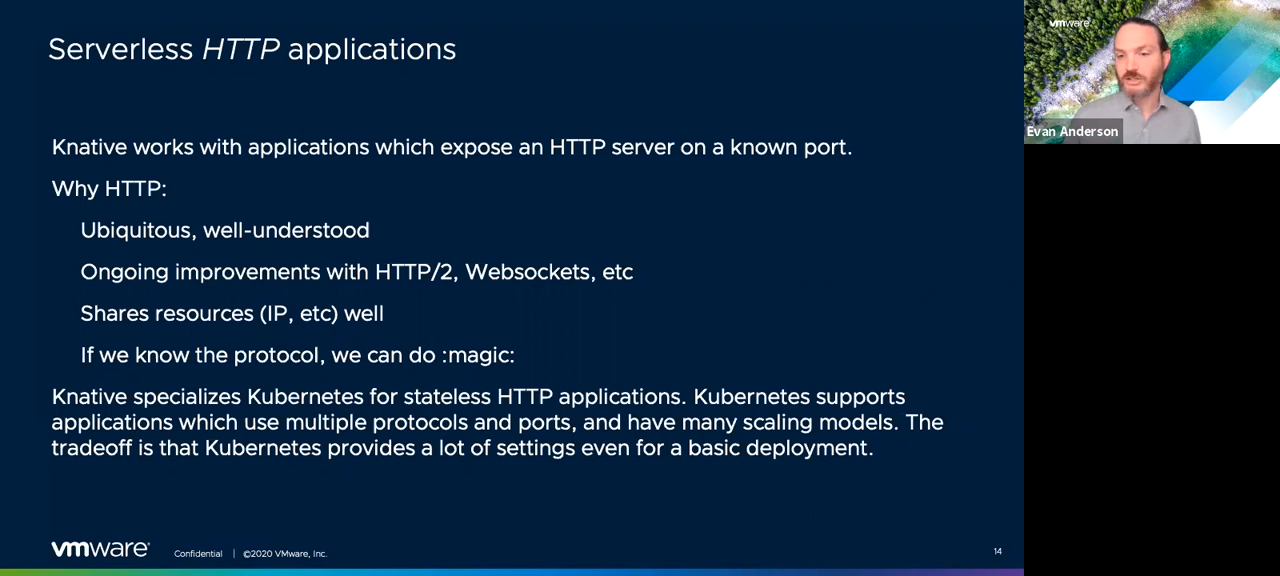 Serverless HTTP applications
Knative works with applications which expose an HTTP server on a known port.
Why HTTP:
Ubiquitous, well-understood
Ongoing improvements with HTTP/2, Websockets, etc
Shares resources (IP, etc) well
If we know the protocol, we can do :magic:
Knative specializes Kubernetes for stateless HTTP applications. Kubernetes supports
applications which use multiple protocols and ports, and have many scaling models. The
tradeoff is that Kubernetes provides a lot of settings even for a basic deployment.
vmware®
Confidential | ©2020 VMware, Inc.
14
vmware
Evan Anderson